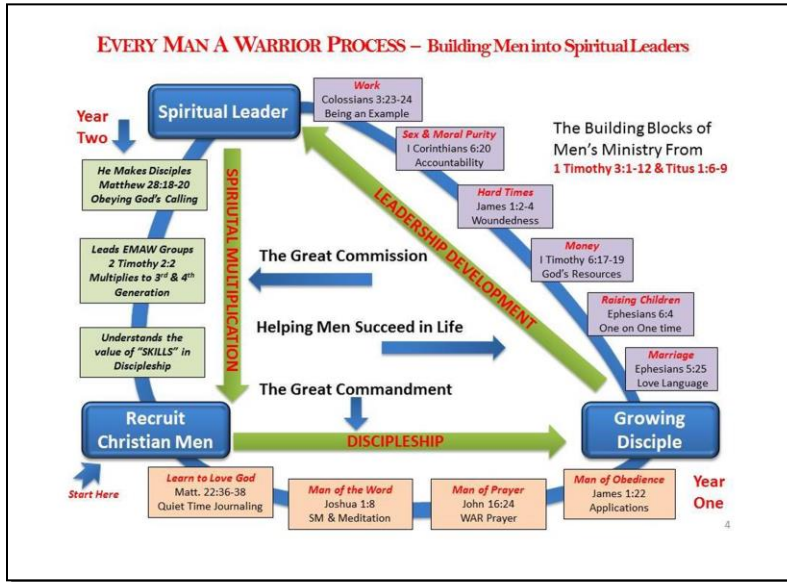 EVERY MAN A WARRIOR PROCESS – Building Men into Spiritual Leaders
Year
Two
Spiritual Leader
Work
Colossians 3:23-24
Being an Example
Sex & Moral Purity
I Corinthians 6:20
Accountability
The Building Blocks of
Men's Ministry From
1 Timothy 3:1-12 & Titus 1:6-9
He Makes Disciples
Matthew 28:18-20
Obeying God's Calling
Hard Times
James 1:2-4
Woundedness
SPIRIUTAL MULTIPLICATION
LEADERSHIP DEVELOPMENT
Leads EMAW Groups
2 Timothy 2:2
Multiplies to 3rd & 4th
Generation
The Great Commission
Money
I Timothy 6:17-19
God's Resources
Helping Men Succeed in Life
Raising Children
Ephesians 6:4
One on One time
Understands the
value of "SKILLS" in
Discipleship
The Great Commandment
Marriage
Ephesians 5:25
Love Language
Recruit
Christian Men
DISCIPLESHIP
Growing
Disciple
Start Here
Learn to Love God
Matt. 22:36-38
Quiet Time Journaling
Man of the Word
Joshua 1:8
SM & Meditation
Man of Prayer
John 16:24
WAR Prayer
Man of Obedience
James 1:22
Applications
Year
One
4